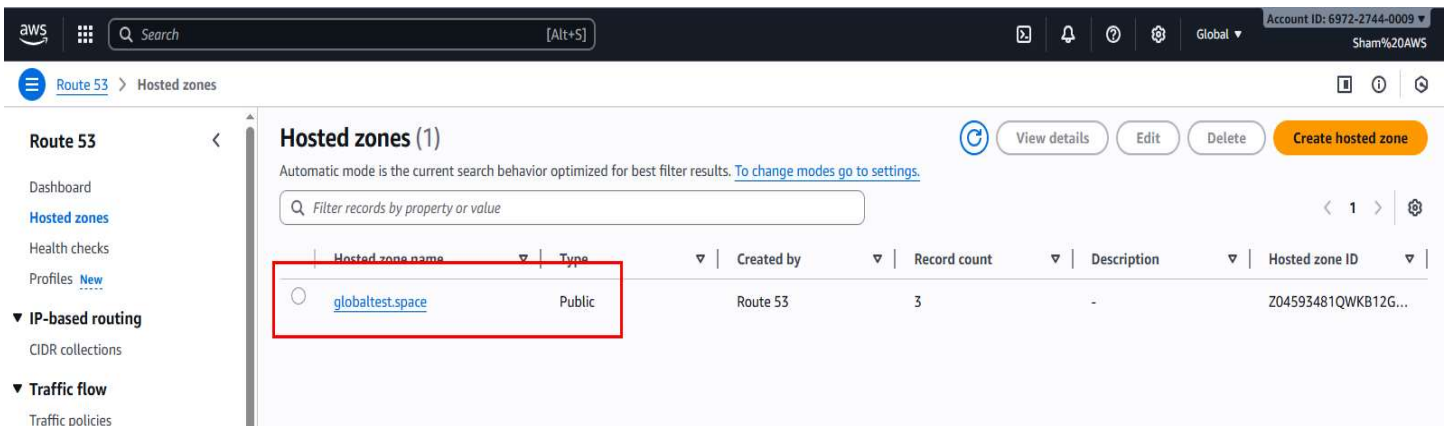 aws Search [Alt+S] Global ▼ Account ID: 6972-2744-0009 ▼
Sham%20AWS
Route 53 > Hosted zones
Route 53
Dashboard
Hosted zones
Health checks
Profiles New
▼ IP-based routing
CIDR collections
▼ Traffic flow
Traffic policies
Hosted zones (1) View details Edit Delete Create hosted zone
Automatic mode is the current search behavior optimized for best filter results. To change modes go to settings.
Filter records by property or value 1
Hosted zone name Type Created by Record count Description Hosted zone ID
globaltest.space Public Route 53 3 - Z04593481QWKB12G...